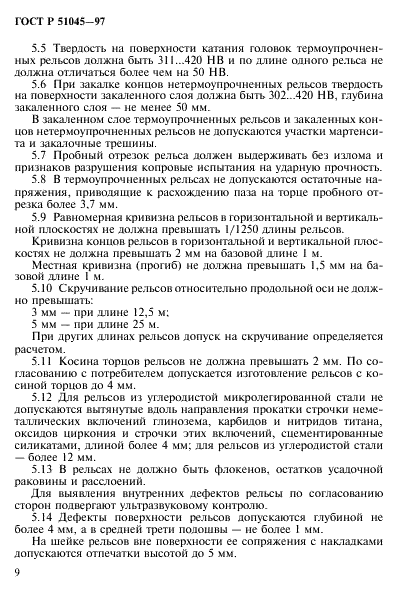 ГОСТ Р 51045—97
5.5 Твердость на поверхности катания головок термоупрочнен-
ных рельсов должна быть 311...420 НВ и по длине одного рельса не
должна отличаться более чем на 50 НВ.
5.6 При закалке концов нетермоупрочненных рельсов твердость
на поверхности закаленного слоя должна быть 302...420 НВ, глубина
закаленного слоя — не менее 50 мм.
В закаленном слое термоупрочненных рельсов и закаленных кон-
цов нетермоупрочненных рельсов не допускаются участки мартенси-
та и закалочные трешины.
5.7 Пробный отрезок рельса должен выдерживать без излома и
признаков разрушения копровые испытания на ударную прочность.
5.8 В термоупрочненных рельсах не допускаются остаточные на-
пряжения, приводящие к расхождению паза на торце пробного от-
резка более 3,7 мм.
5.9 Равномерная кривизна рельсов в горизонтальной и вертикаль-
ной плоскостях не должна превышать 1/1250 длины рельсов.
Кривизна концов рельсов в горизонтальной и вертикальной плос-
костях не должна превышать 2 мм на базовой длине 1 м.
Местная кривизна (прогиб) не должна превышать 1,5 мм на ба-
зовой длине 1 м.
5.10 Скручивание рельсов относительно продольной оси не долж-
но превышать:
3 мм — при длине 12,5 м;
5 мм — при длине 25 м.
При других длинах рельсов допуск на скручивание определяется
расчетом.
5.11 Косина торцов рельсов не должна превышать 2 мм. По со-
гласованию с потребителем допускается изготовление рельсов с ко-
синой торцов до 4 мм.
5.12 Для рельсов из углеродистой микролегированной стали не
допускаются вытянутые вдоль направления прокатки строчки неме-
таллических включений глинозема, карбидов и нитридов титана,
оксидов циркония и строчки этих включений, сцементированные
силикатами, длиной более 4 мм; для рельсов из углеродистой стали
— более 12 мм.
5.13 В рельсах не должно быть флокенов, остатков усадочной
раковины и расслоений.
Для выявления внутренних дефектов рельсы по согласованию
сторон подвергают ультразвуковому контролю.
5.14 Дефекты поверхности рельсов допускаются глубиной не
более 4 мм, а в средней трети подошвы — не более 1 мм.
На шейке рельсов вне поверхности ее сопряжения с накладками
допускаются отпечатки высотой до 5 мм.
9